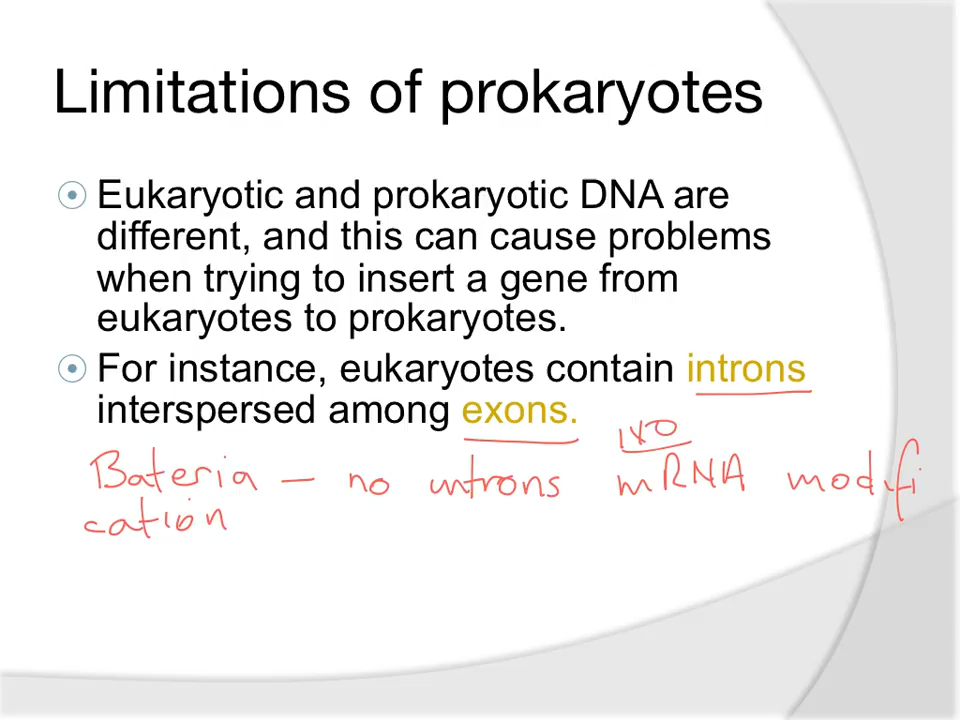 Limitations of prokaryotes
Eukaryotic and prokaryotic DNA are
different, and this can cause problems
when trying to insert a gene from
eukaryotes to prokaryotes.
For instance, eukaryotes contain introns
interspersed among exons.
Bateria – no introns mRNA modifi
cation